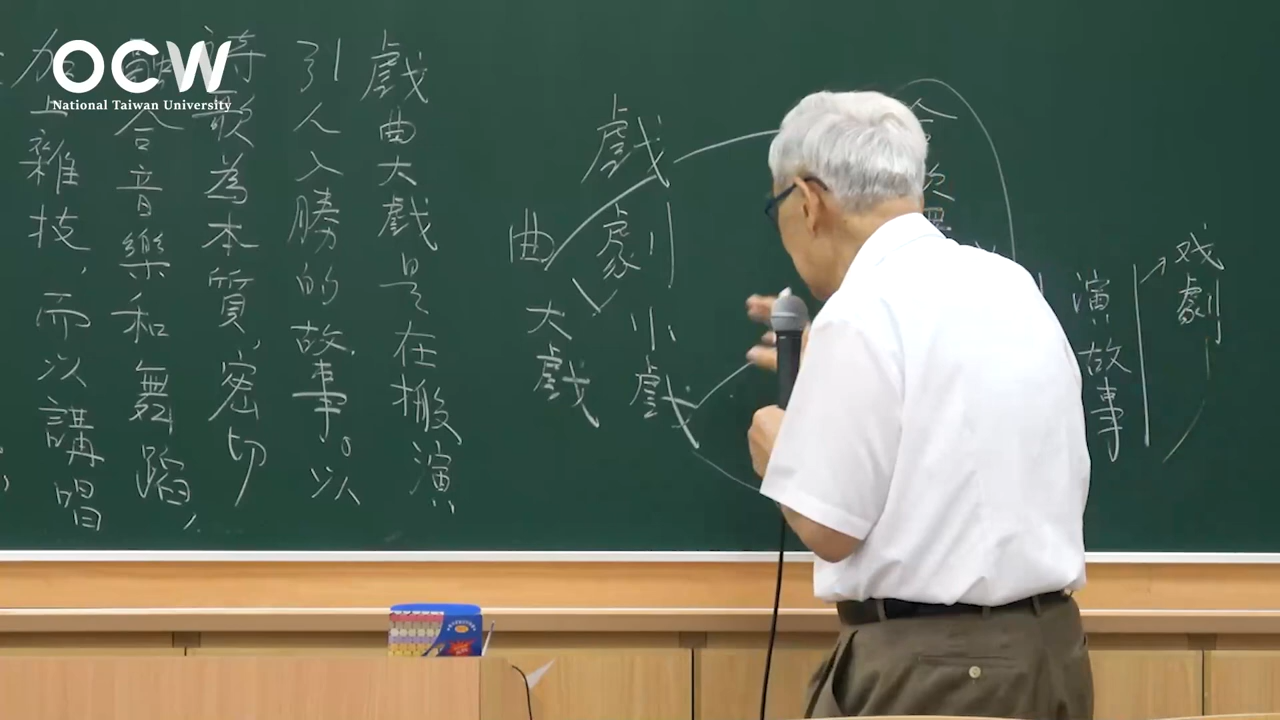 OCW
National Taiwan University
戲劇
演故事
戲劇
小戲
曲
大戲
戲曲大戲是在搬演
引人入勝的故事。以
詩歌為本質，密切
融合音樂和舞蹈，
加上雜技，而以講唱